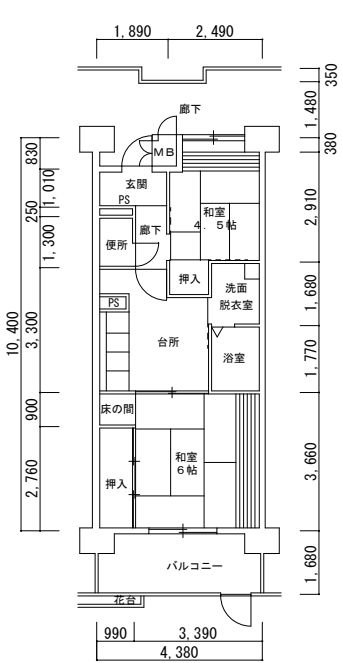 1,890
2,490
350
1,480
380
廊下
830
MB
玄関
1,010
PS
和室
4.5帖
2,910
250
廊下
便所
1,300
押入
洗面
脱衣室
1,680
PS
10,400
3,300
台所
浴室
1,770
900
床の間
和室
6帖
3,660
2,760
押入
バルコニー
1,680
花台
990
3,390
4,380